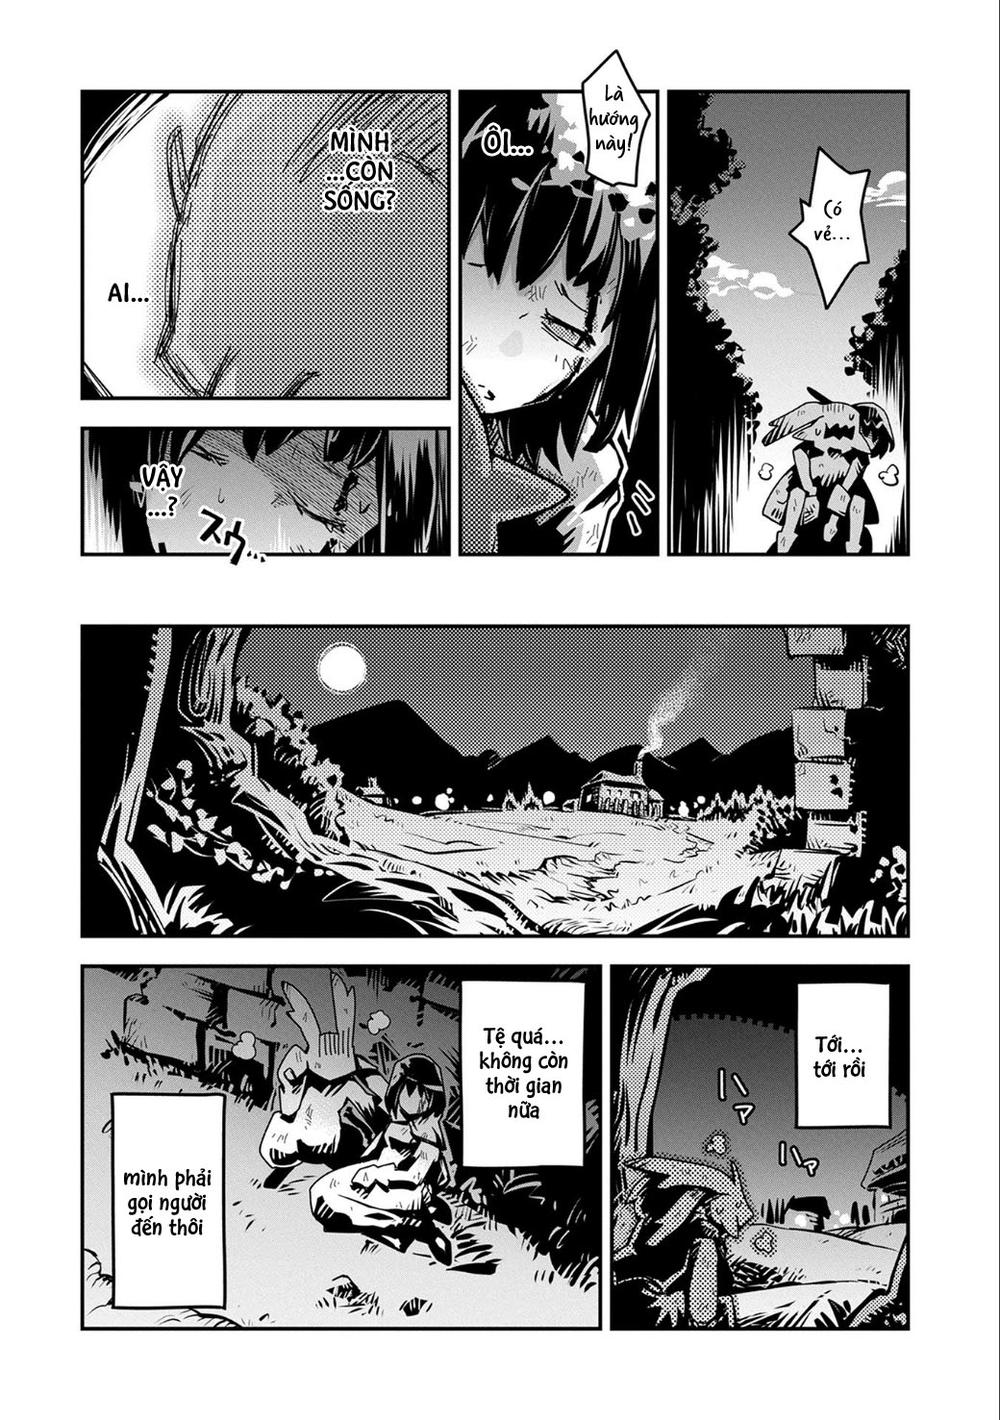 Có
vẻ...
Là
hướng
này!
ÔI...
MÌNH
...CÒN
SỐNG?
AI...
VẬY
...?
スゥ...
Tới...
tới rồi
ハァ
ハァ
Tệ quá...
không còn
thời gian
nữa
mình phải
gọi người
đến thôi